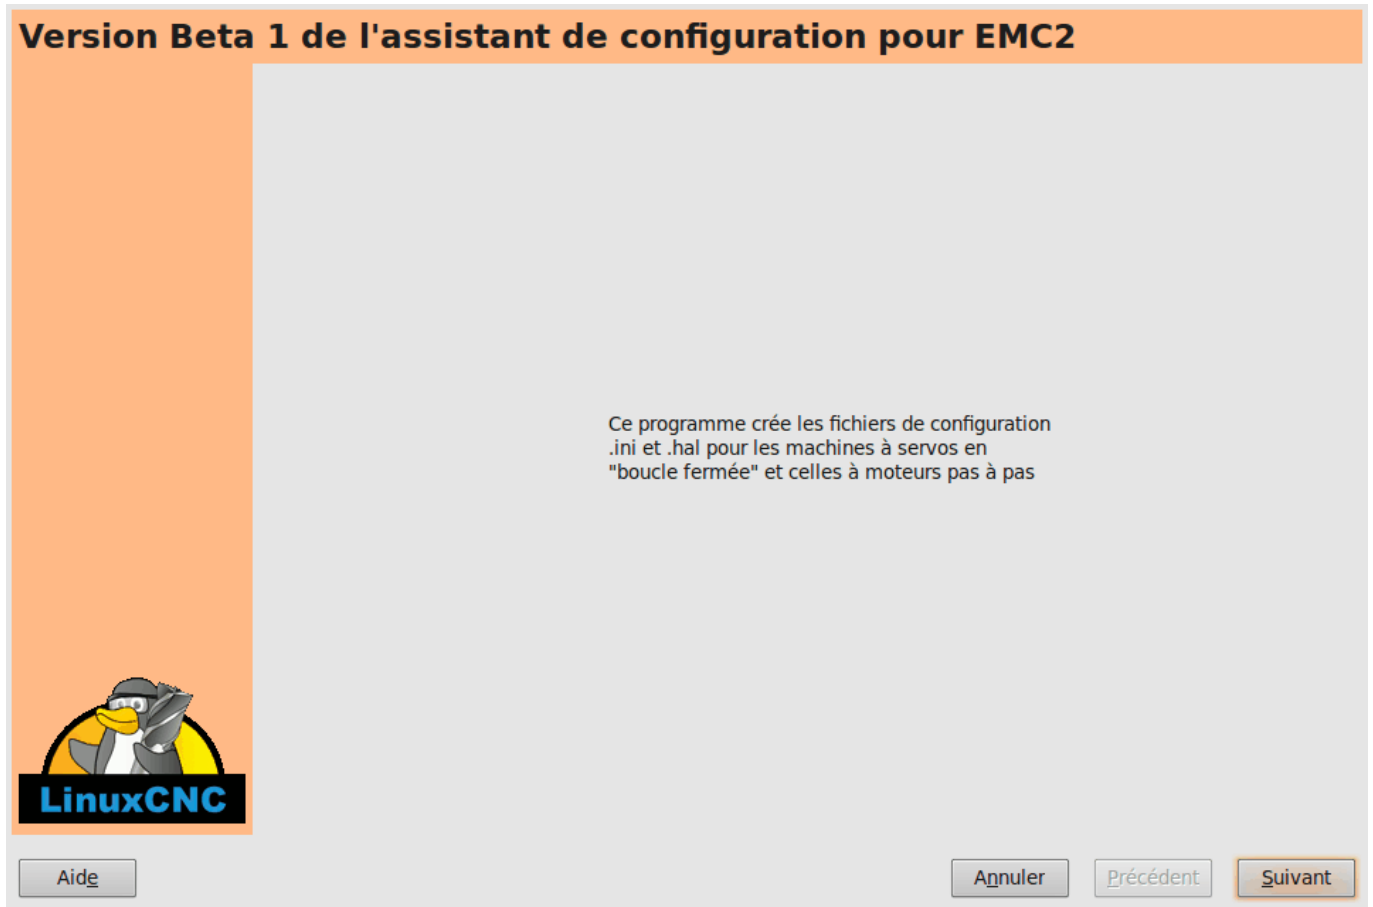 Version Beta 1 de l'assistant de configuration pour EMC2
Ce programme crée les fichiers de configuration
.ini et .hal pour les machines à servos en
"boucle fermée" et celles à moteurs pas à pas
LinuxCNC
Aide
Annuler
Précédent
Suivant